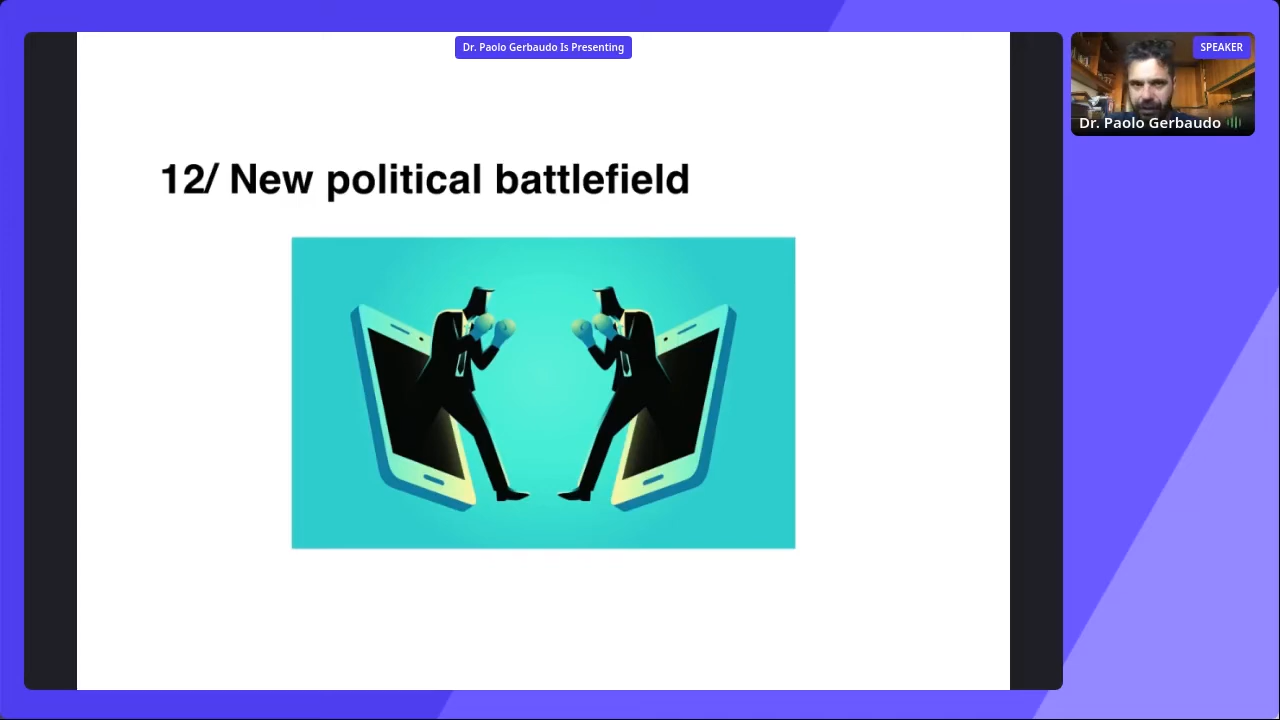 Dr. Paolo Gerbaudo Is Presenting
SPEAKER
Dr. Paolo Gerbaudo
12/ New political battlefield